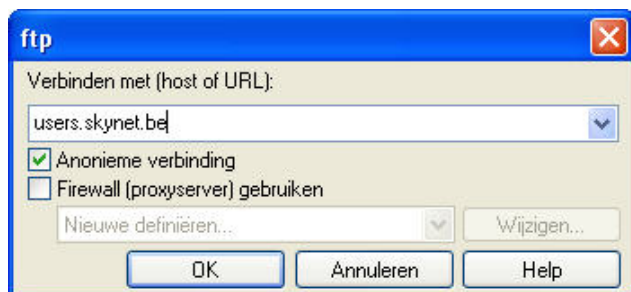 ftp
Verbinden met (host of URL):
users.skynet.be
Anonieme verbinding
Firewall (proxyserver) gebruiken
Nieuwe definiëren...
Wijzigen...
OK
Annuleren
Help